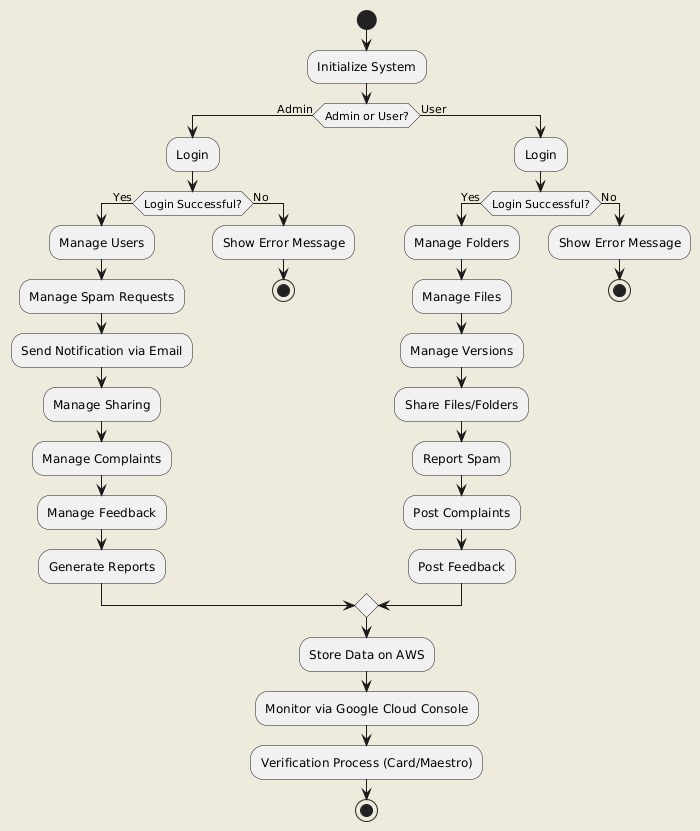 Initialize System
Admin
Admin or User?
User
Login
Login
Yes
Login Successful?
No
Yes
Login Successful?
No
Manage Users
Show Error Message
Manage Folders
Show Error Message
Manage Spam Requests
Manage Files
Send Notification via Email
Manage Versions
Manage Sharing
Share Files/Folders
Manage Complaints
Report Spam
Manage Feedback
Post Complaints
Generate Reports
Post Feedback
Store Data on AWS
Monitor via Google Cloud Console
Verification Process (Card/Maestro)